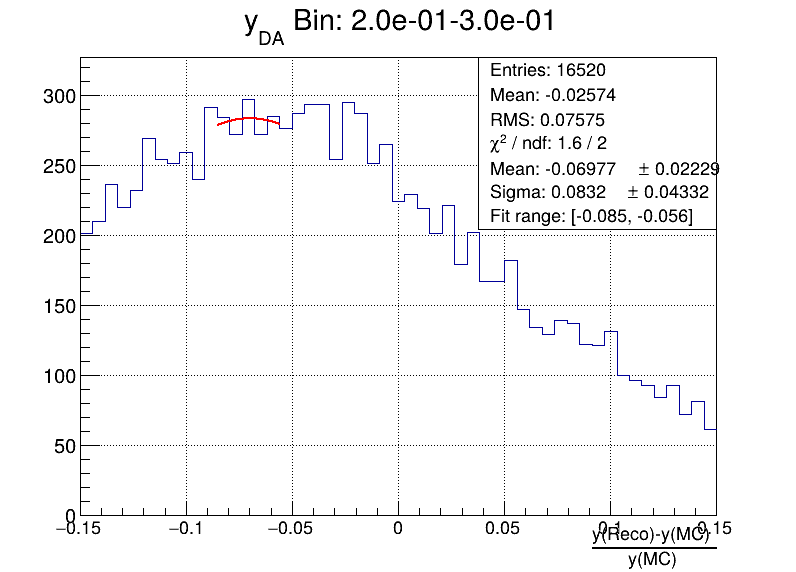 y_DA Bin: 2.0e-01-3.0e-01
Entries: 16520
Mean: -0.02574
RMS: 0.07575
χ² / ndf: 1.6 / 2
Mean: -0.06977 ± 0.02229
Sigma: 0.0832 ± 0.04332
Fit range: [-0.085, -0.056]
300
250
200
150
100
50
0
−0.15 −0.1 −0.05 0 0.05 0.1 0.15
y(Reco)-y(MC)
y(MC)